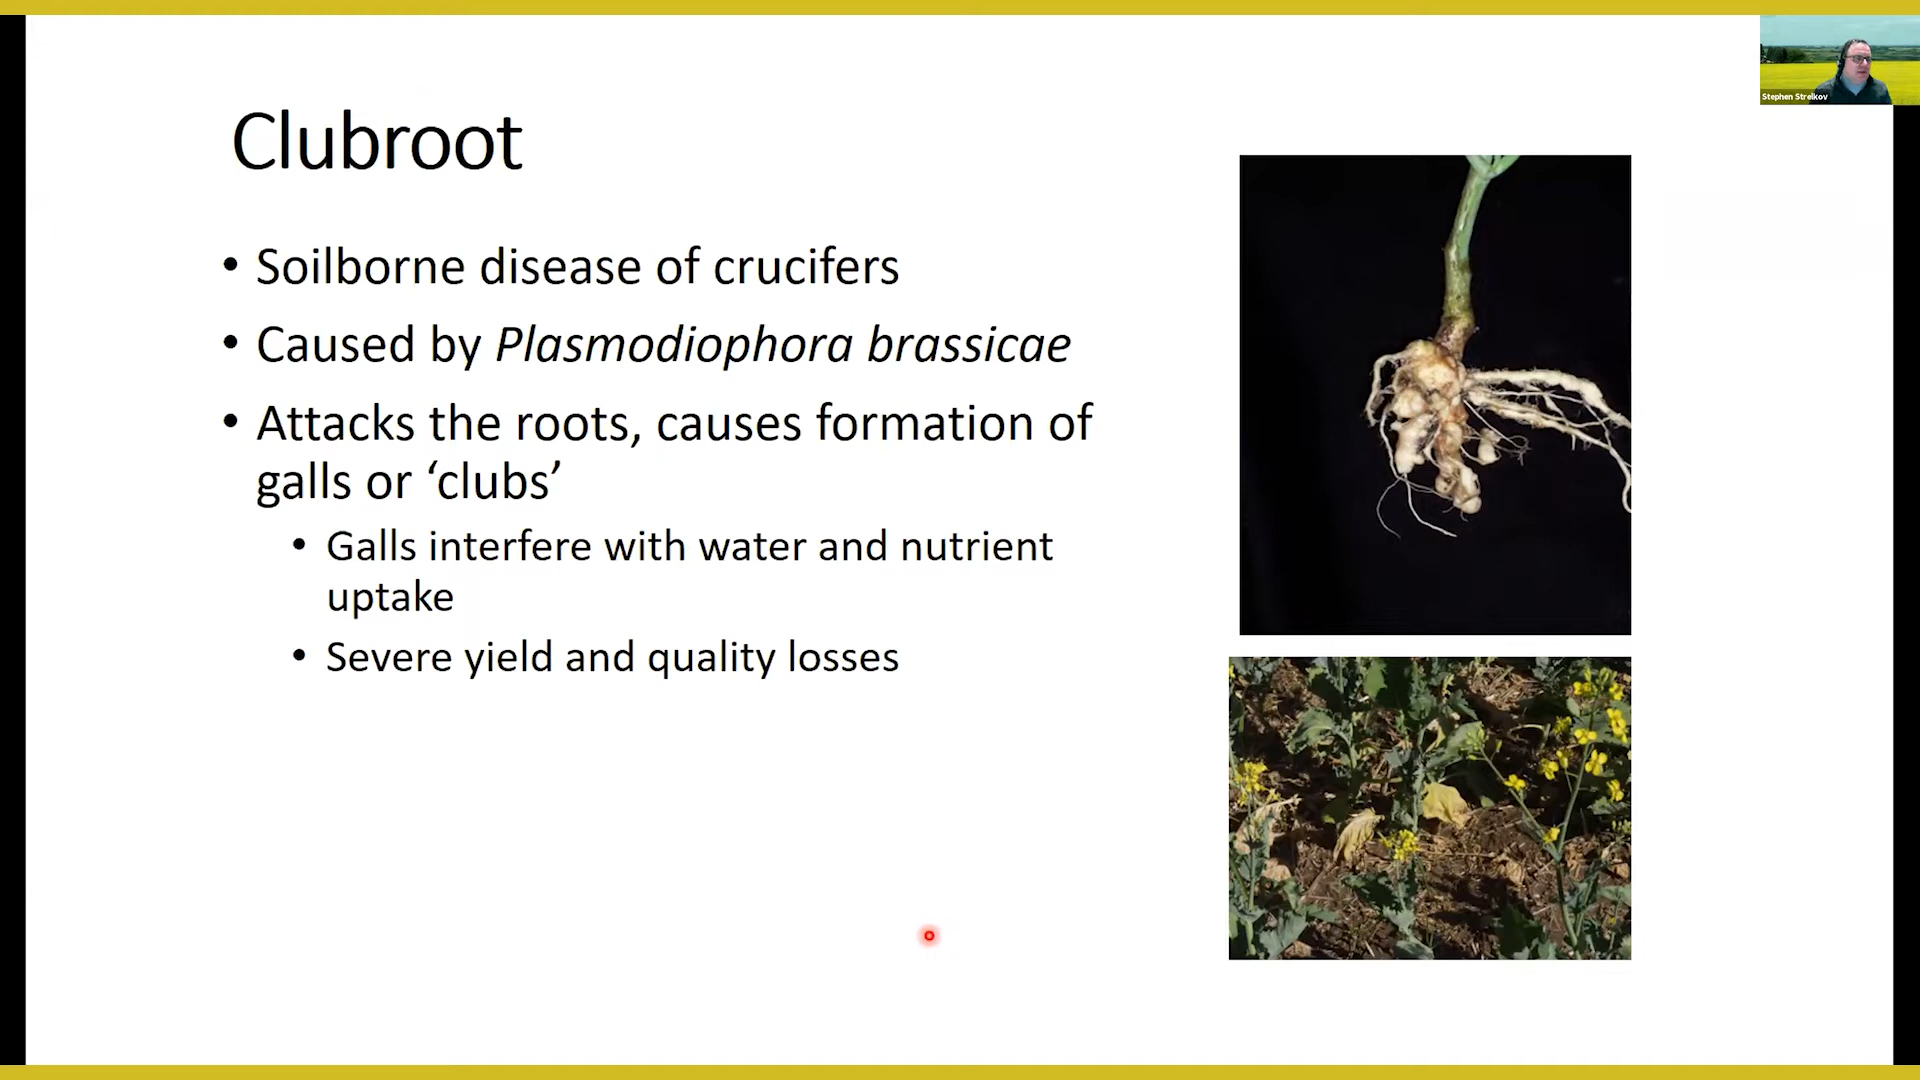 Stephen Strelkov
Clubroot
• Soilborne disease of crucifers
• Caused by Plasmodiophora brassicae
• Attacks the roots, causes formation of
galls or ‘clubs’
• Galls interfere with water and nutrient
uptake
• Severe yield and quality losses